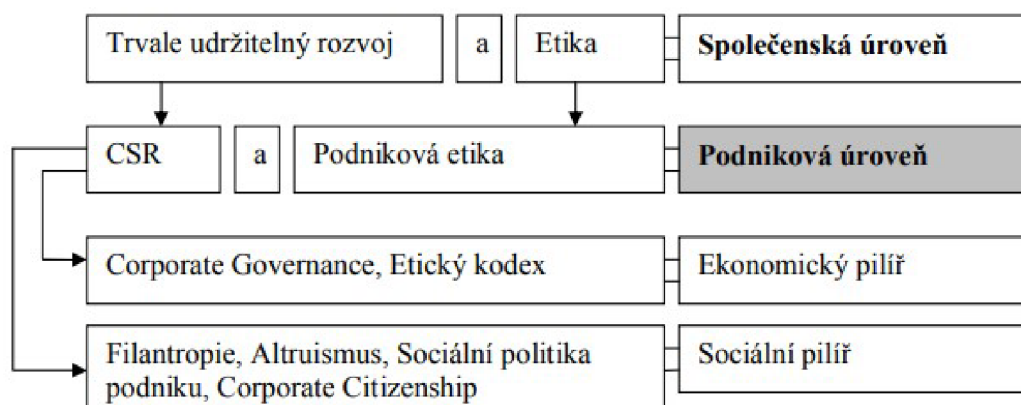 Trvale udržitelný rozvoj a Etika Společenská úroveň
CSR a Podniková etika Podniková úroveň
Corporate Governance, Etický kodex Ekonomický pilíř
Filantropie, Altruismus, Sociální politika
podniku, Corporate Citizenship
Sociální pilíř